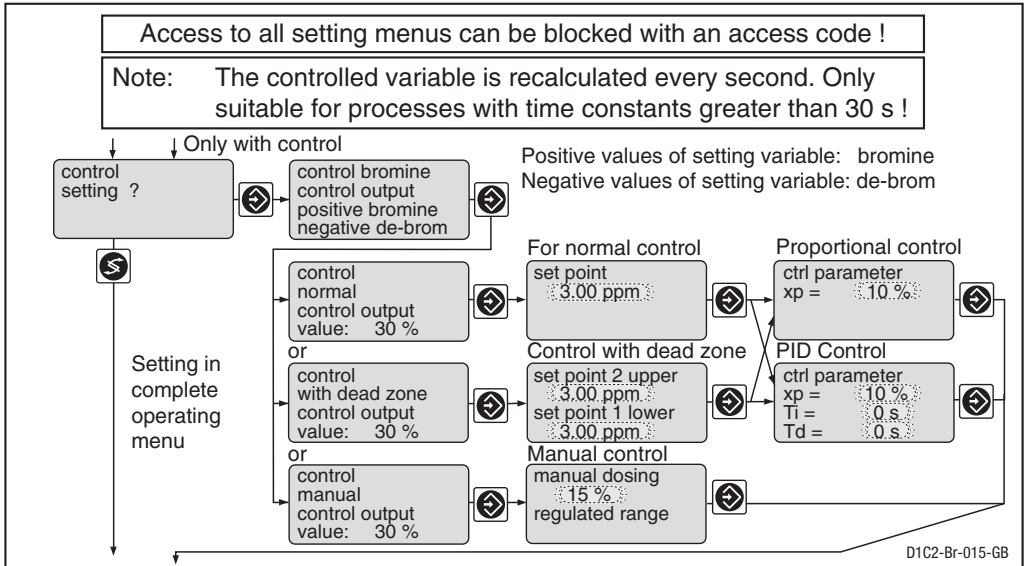 Access to all setting menus can be blocked with an access code !
Note: The controlled variable is recalculated every second. Only
suitable for processes with time constants greater than 30 s !
Only with control
control
setting ?
control bromine
control output
positive bromine
negative de-brom
Positive values of setting variable: bromine
Negative values of setting variable: de-brom
Setting in
complete
operating
menu
control
normal
control output
value: 30 %
For normal control
set point
3.00 ppm
Proportional control
ctrl parameter
xp = 10 %
or
control
with dead zone
control output
value: 30 %
Control with dead zone
set point 2 upper
3.00 ppm
set point 1 lower
3.00 ppm
PID Control
ctrl parameter
xp = 10 %
Ti = 0 s
Td = 0 s
or
control
manual
control output
value: 30 %
Manual control
manual dosing
15 %
regulated range
D1C2-Br-015-GB